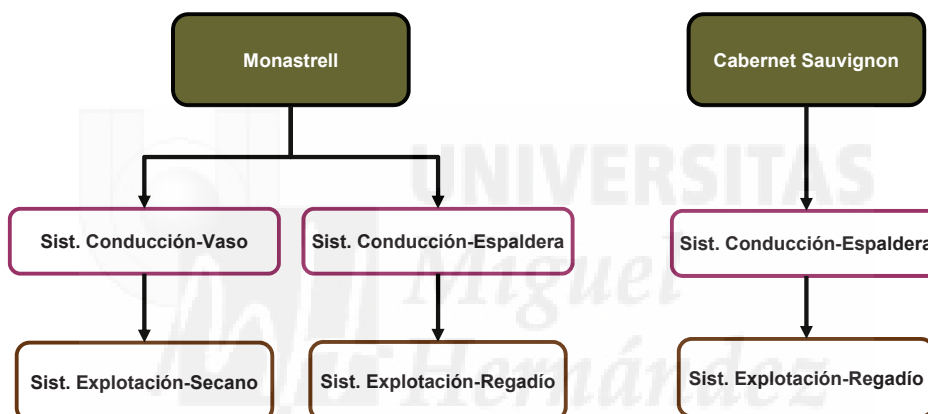 Monastrell
Cabernet Sauvignon
UNIVERSITAS
Sist. Conducción-Vaso
Sist. Conducción-Espaldera
Sist. Conducción-Espaldera
Miguel
Sist. Explotación-Secano
Sist. Explotación-Regadío
Sist. Explotación-Regadío
Hernández